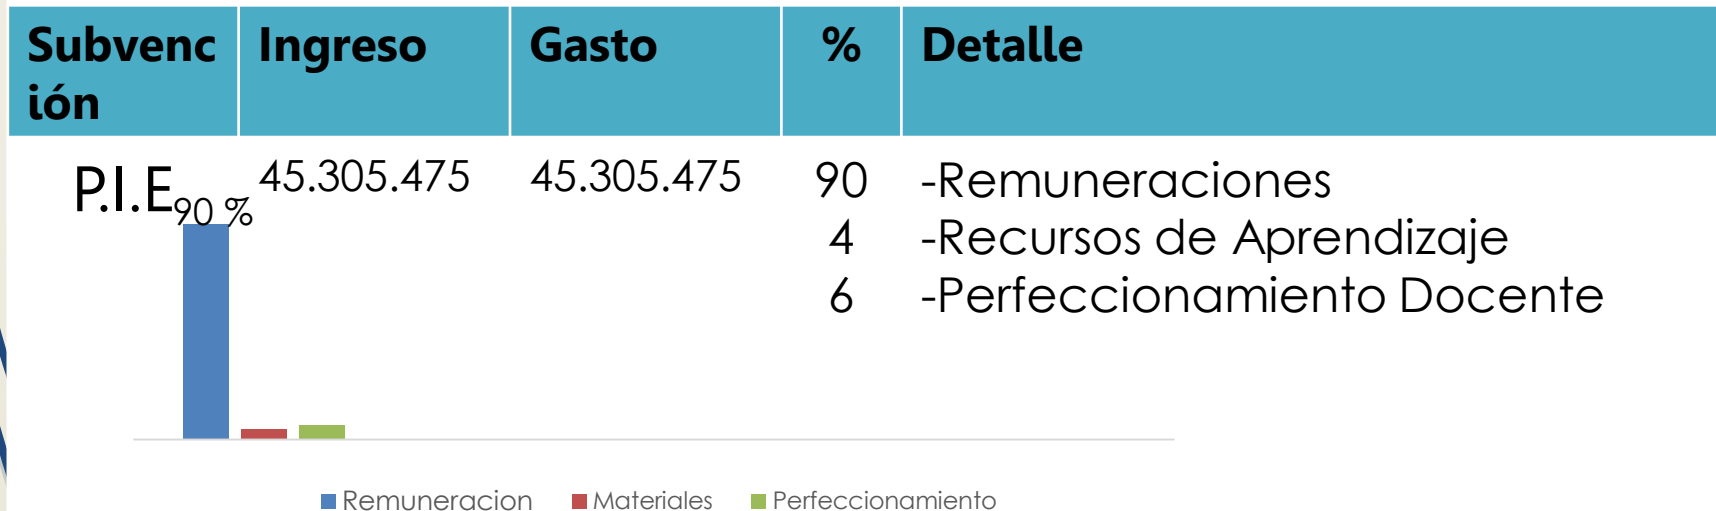 Subvenc
ión
Ingreso
Gasto
%
Detalle
P.I.E
45.305.475
45.305.475
90
-Remuneraciones
4
-Recursos de Aprendizaje
6
-Perfeccionamiento Docente
90 %
Remuneracion
Materiales
Perfeccionamiento